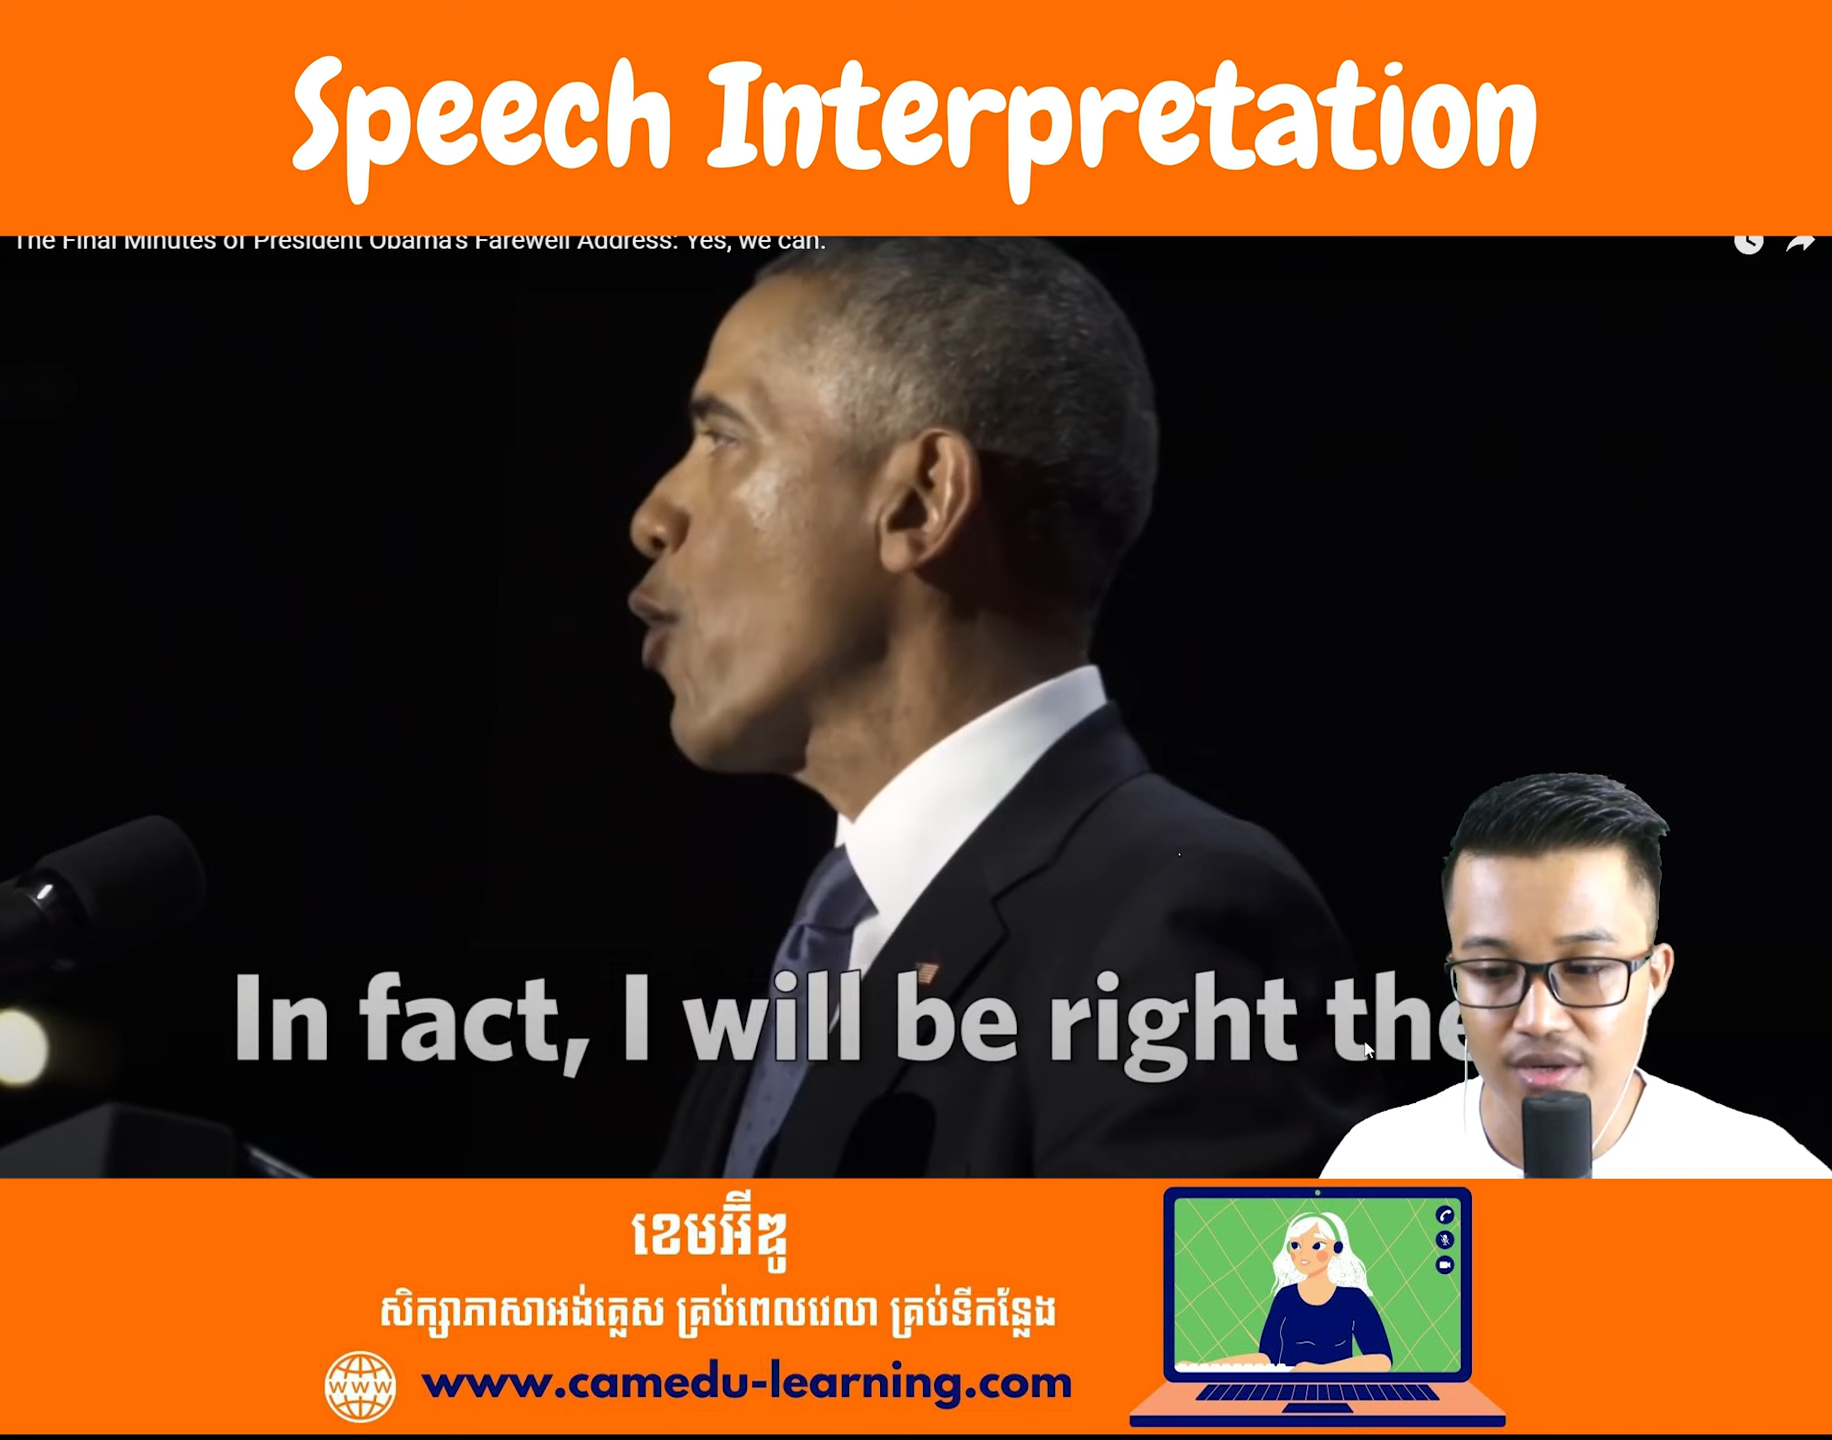 Speech Interpretation
The Final Minutes of President Obama's Farewell Address: Yes, we can.
In fact, I will be right
ខេមអ៊ីឌូ
សិក្សាភាសាអង់គ្លេស គ្រប់ពេលវេលា គ្រប់ទីកន្លែង
WWW
www.camedu-learning.com